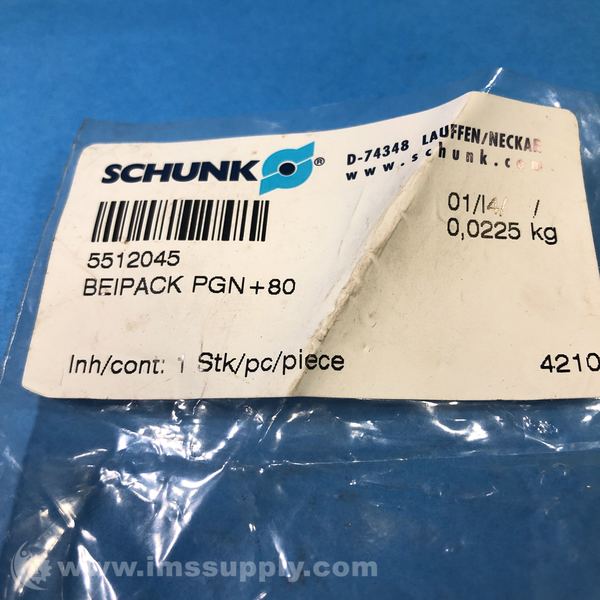 SCHUNK ®
D-74348 LAUFFEN/NECKAR
www.schunk.com
01/14/ /
0,0225 kg
5512045
BEIPACK PGN+80
Inh/cont: 1 Stk/pc/piece
4210
www.imssupply.com